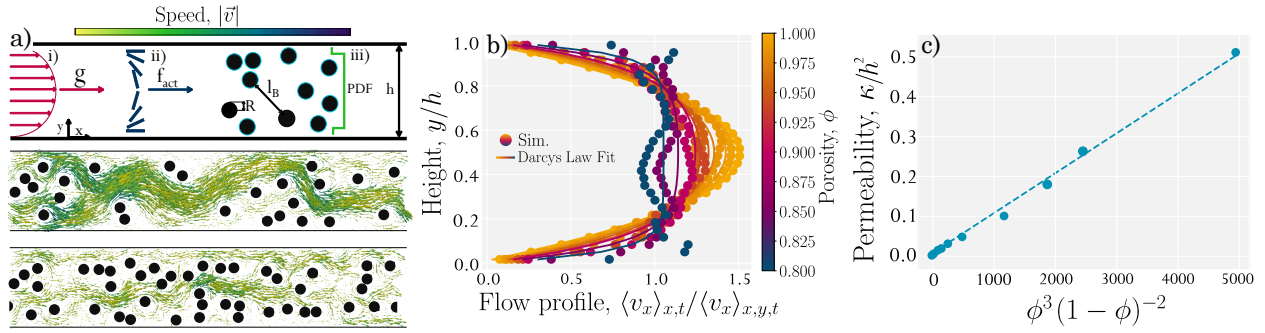 Speed, |v⃗|
a)
i)
ii)
iii)
g
f_act
R
l_B
PDF
h
y
x
b)
1.0
0.8
0.6
0.4
0.2
0.0
Height, y/h
Sim.
Darcys Law Fit
0.0 0.5 1.0 1.5
Flow profile, ⟨v_x⟩_{x,t}/⟨v_x⟩_{x,y,t}
1.000
0.975
0.950
0.925
0.900
0.875
0.850
0.825
0.800
Porosity, ϕ
c)
0.5
0.4
0.3
0.2
0.1
0.0
Permeability, κ/h²
0 1000 2000 3000 4000 5000
ϕ³(1 − ϕ)⁻²